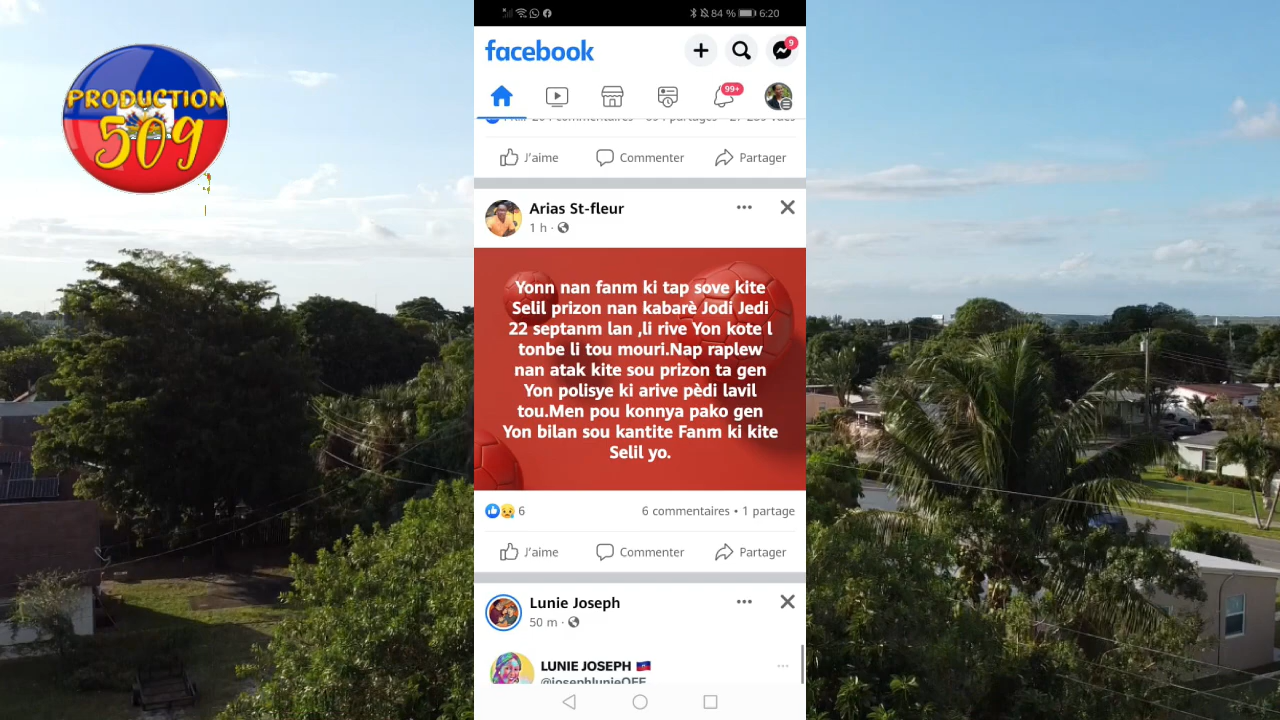 PRODUCTION
509
84 % 6:20
facebook
9
99+
J'aime Commenter Partager
Arias St-fleur
1 h ·
Yonn nan fanm ki tap sove kite
Selil prizon nan kabarè Jodi Jedi
22 septanm lan ,li rive Yon kote l
tonbe li tou mouri.Nap raplew
nan atak kite sou prizon ta gen
Yon polisye ki arive pèdi lavil
tou.Men pou konnya pako gen
Yon bilan sou kantite Fanm ki kite
Selil yo.
6 6 commentaires • 1 partage
J'aime Commenter Partager
Lunie Joseph
50 m ·
LUNIE JOSEPH